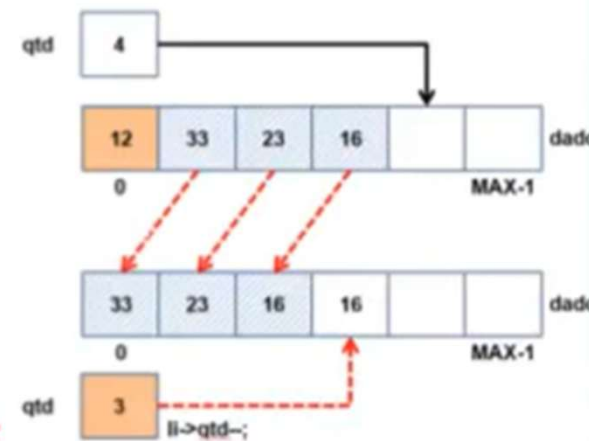 qtd 4
12 33 23 16 dado
0 MAX-1
33 23 16 16 dado
0 MAX-1
qtd 3
li->qtd--;